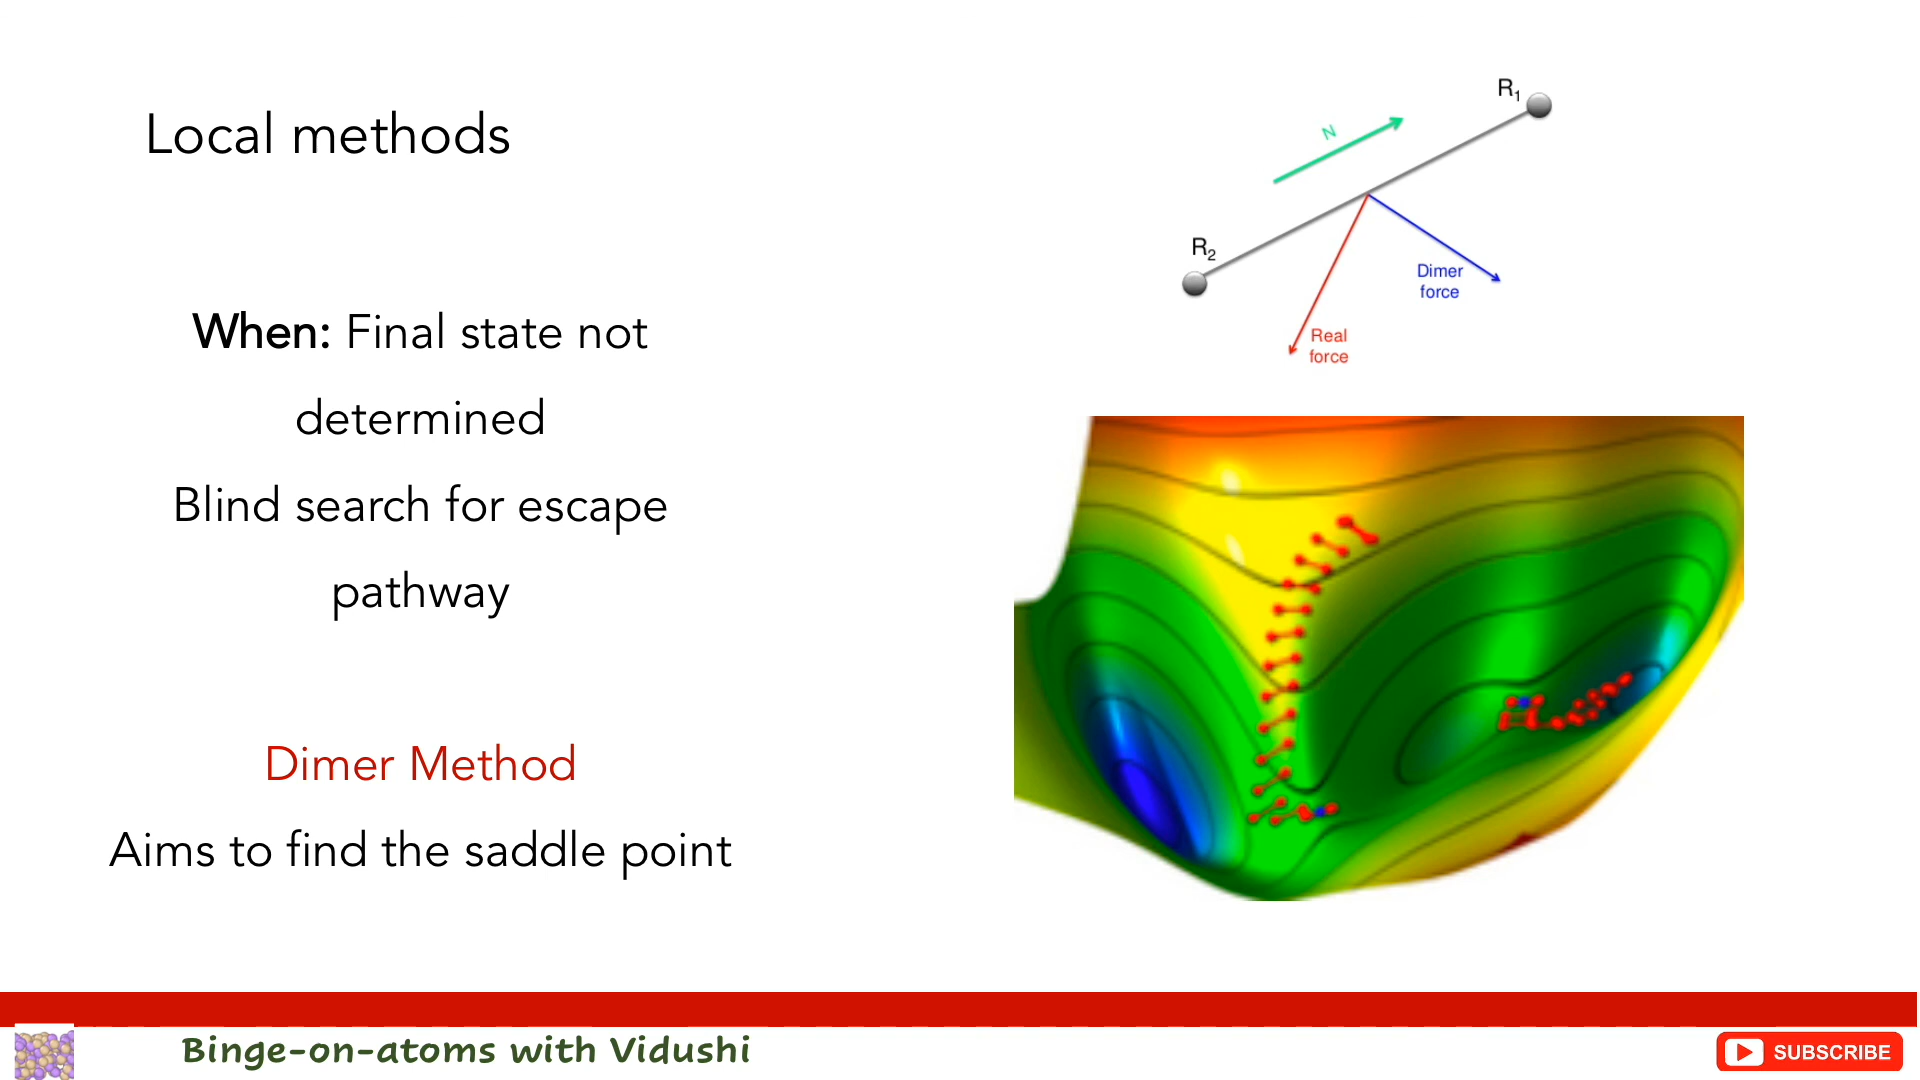 Local methods
When: Final state not
determined
Blind search for escape
pathway
Dimer Method
Aims to find the saddle point
R1
N
R2
Dimer
force
Real
force
Binge-on-atoms with Vidushi
SUBSCRIBE